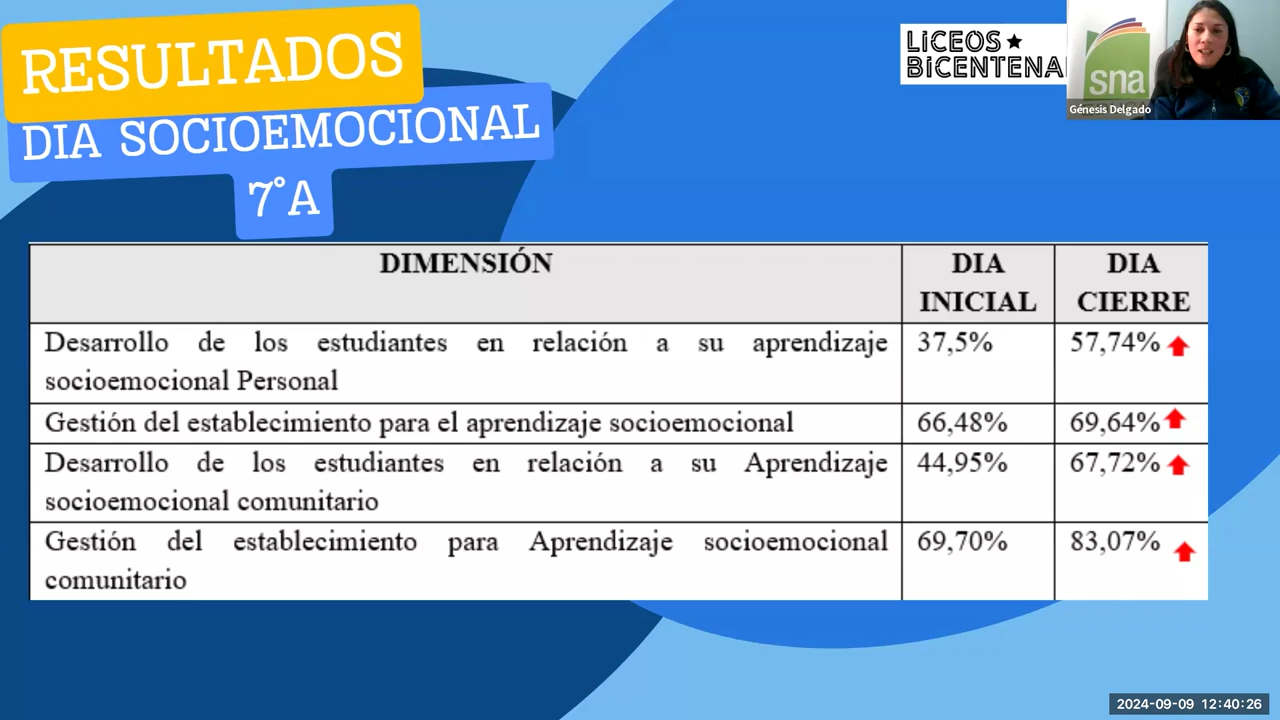 RESULTADOS
DIA SOCIOEMOCIONAL
7°A
LiCEOS
BiCENTENA
sna
Génesis Delgado
DIMENSIÓN
DIA
INICIAL
DIA
CIERRE
Desarrollo de los estudiantes en relación a su aprendizaje
socioemocional Personal
37,5%
57,74%
Gestión del establecimiento para el aprendizaje socioemocional
66,48%
69,64%
Desarrollo de los estudiantes en relación a su Aprendizaje
socioemocional comunitario
44,95%
67,72%
Gestión del establecimiento para Aprendizaje socioemocional
comunitario
69,70%
83,07%
2024-09-09 12:40:26